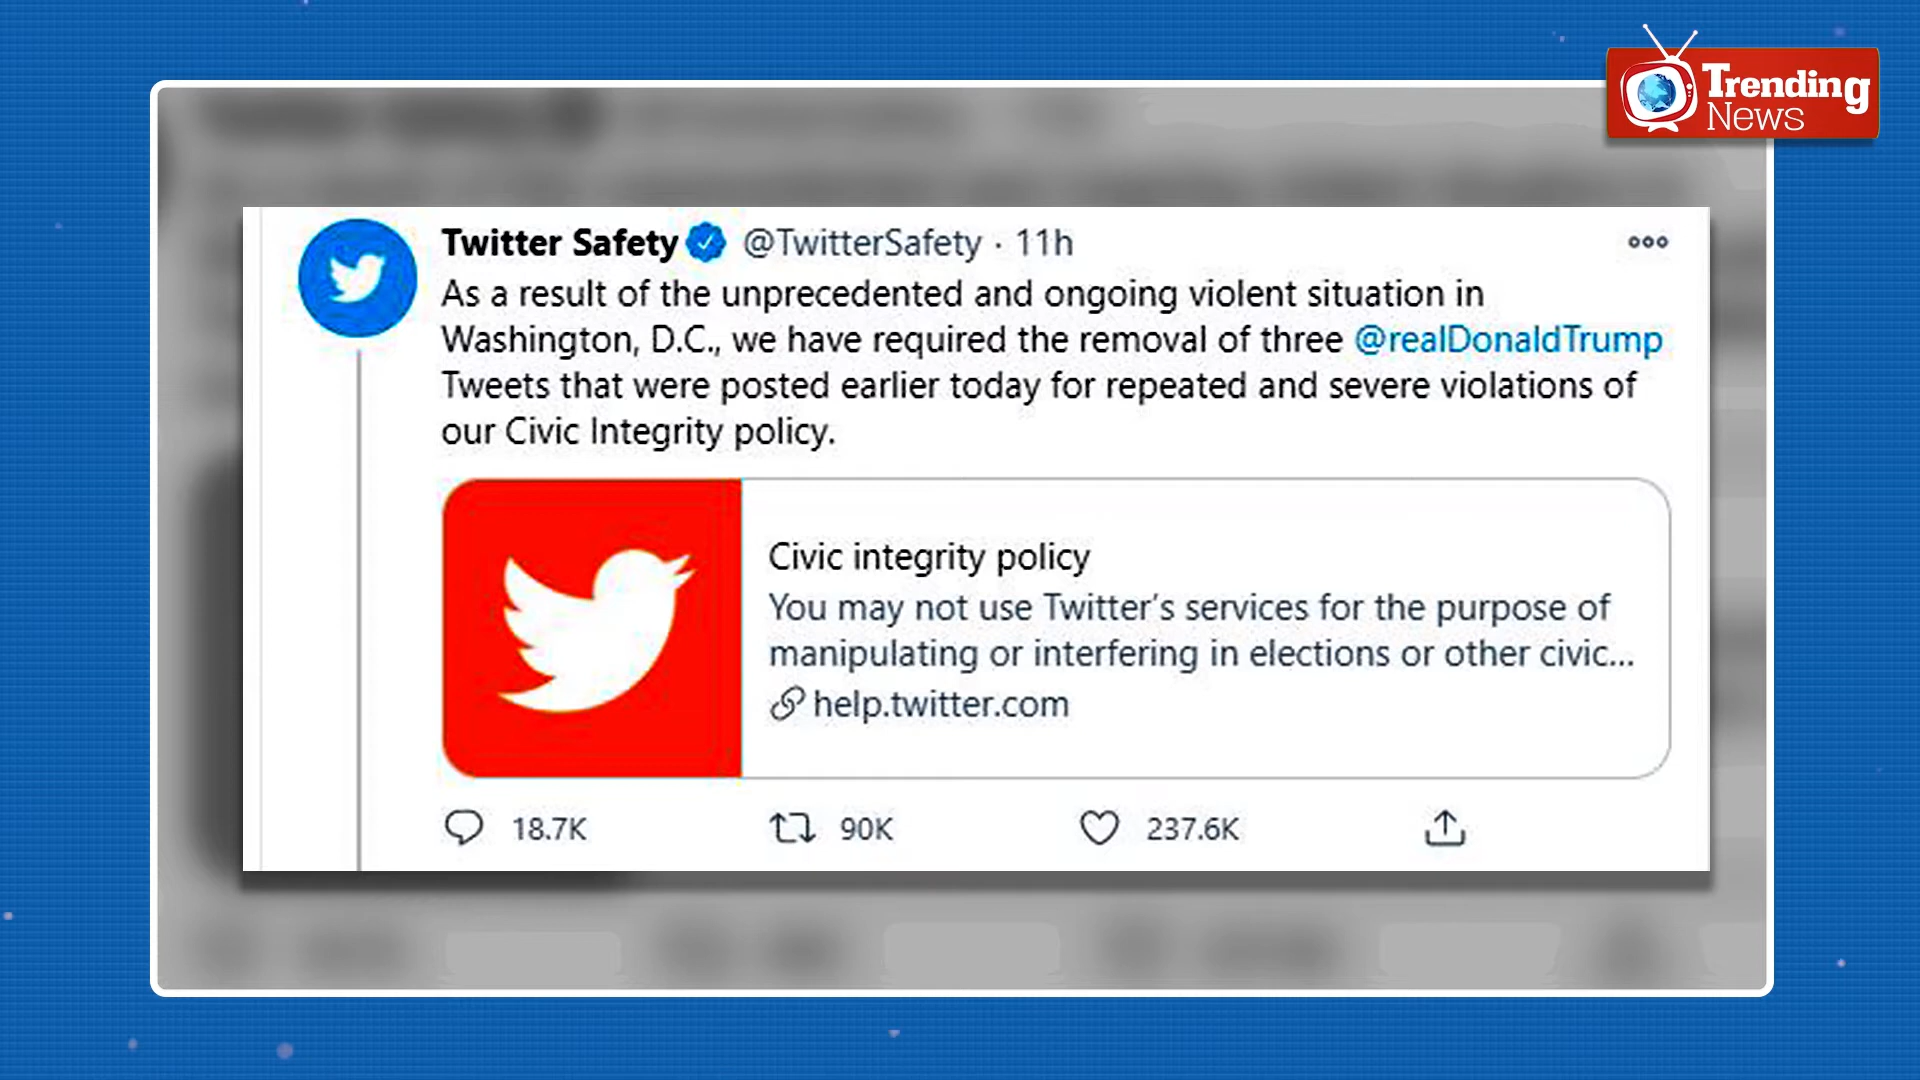 Trending
News
Twitter Safety @TwitterSafety · 11h
As a result of the unprecedented and ongoing violent situation in
Washington, D.C., we have required the removal of three @realDonaldTrump
Tweets that were posted earlier today for repeated and severe violations of
our Civic Integrity policy.
Civic integrity policy
You may not use Twitter’s services for the purpose of
manipulating or interfering in elections or other civic...
help.twitter.com
18.7K 90K 237.6K